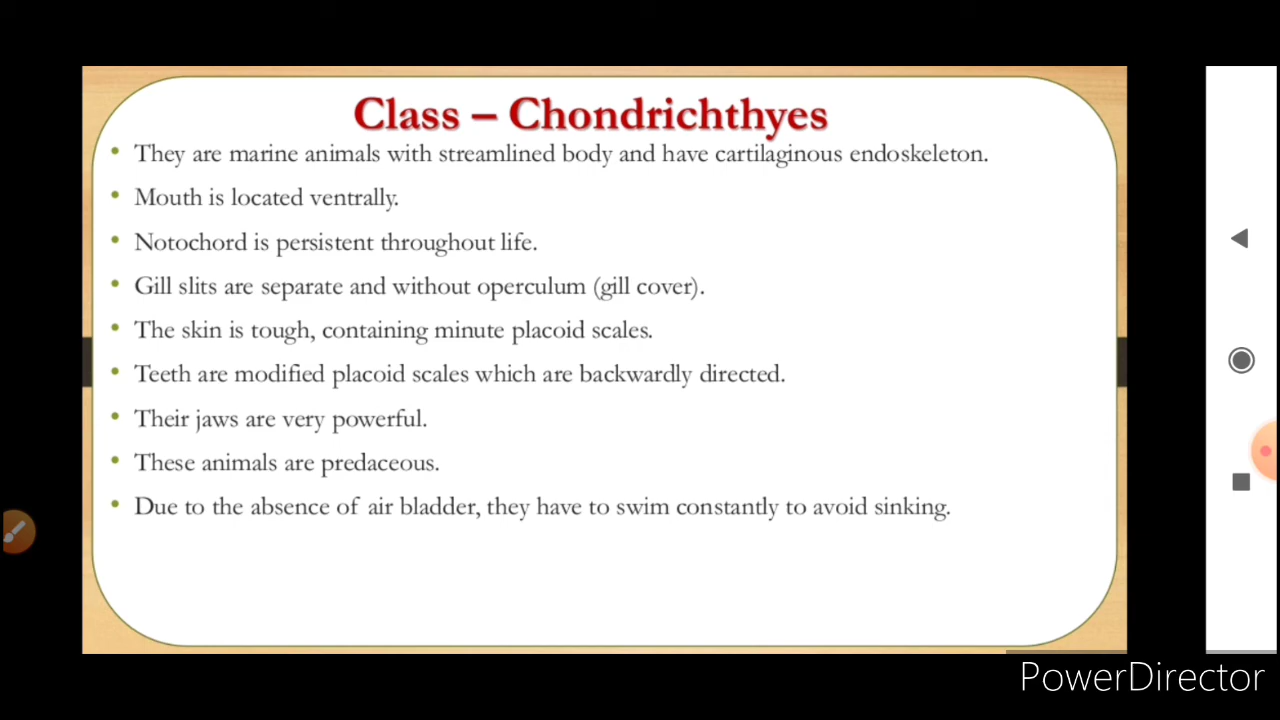 Class – Chondrichthyes
• They are marine animals with streamlined body and have cartilaginous endoskeleton.
• Mouth is located ventrally.
• Notochord is persistent throughout life.
• Gill slits are separate and without operculum (gill cover).
• The skin is tough, containing minute placoid scales.
• Teeth are modified placoid scales which are backwardly directed.
• Their jaws are very powerful.
• These animals are predaceous.
• Due to the absence of air bladder, they have to swim constantly to avoid sinking.
PowerDirector